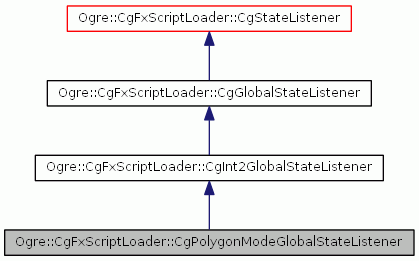 Ogre::CgFxScriptLoader::CgStateListener
Ogre::CgFxScriptLoader::CgGlobalStateListener
Ogre::CgFxScriptLoader::CgInt2GlobalStateListener
Ogre::CgFxScriptLoader::CgPolygonModeGlobalStateListener